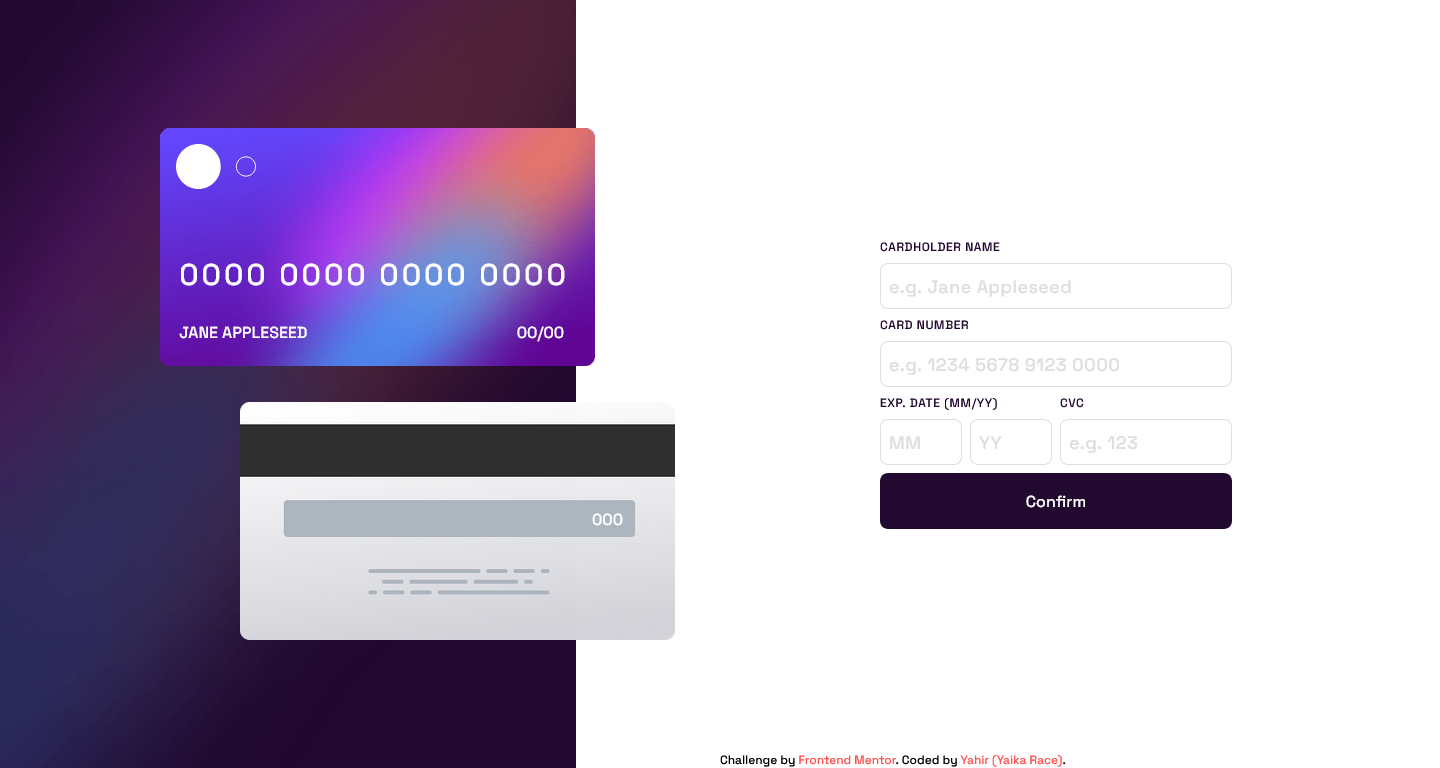 0000 0000 0000 0000
JANE APPLESEED 00/00
000
CARDHOLDER NAME
e.g. Jane Appleseed
CARD NUMBER
e.g. 1234 5678 9123 0000
EXP. DATE (MM/YY) CVC
MM YY e.g. 123
Confirm
Challenge by Frontend Mentor. Coded by Yahir (Yaika Race).